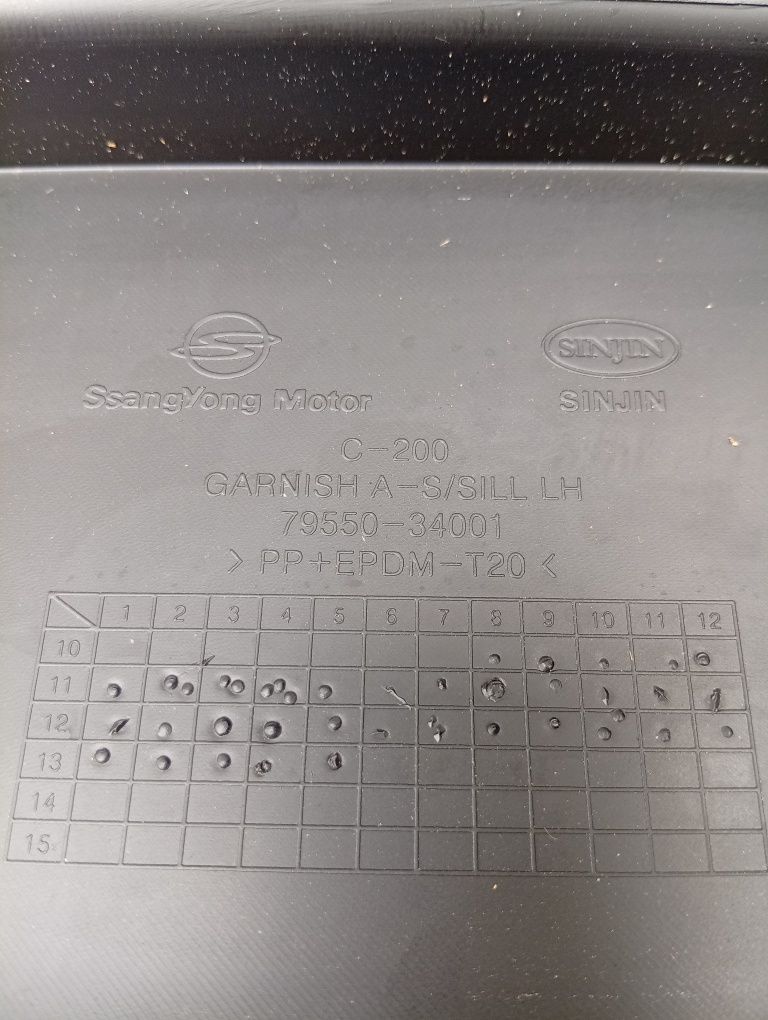 SINJIN
SsangYong Motor
SINJIN
C-200
GARNISH A-S/SILL LH
79550-34001
> PP+EPDM-T20 <
1 2 3 4 5 6 7 8 9 10 11 12
10
11
12
13
14
15